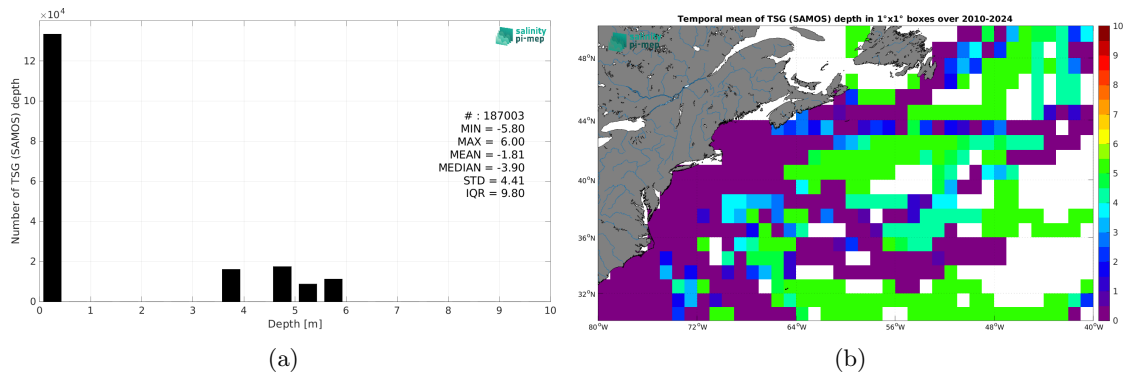 ×10⁴
salinity
pi-mep
12
10
8
6
4
2
0
Number of TSG (SAMOS) depth
# : 187003
MIN = -5.80
MAX = 6.00
MEAN = -1.81
MEDIAN = -3.90
STD = 4.41
IQR = 9.80
0 1 2 3 4 5 6 7 8 9 10
Depth [m]
(a)
Temporal mean of TSG (SAMOS) depth in 1°x1° boxes over 2010-2024
salinity
pi-mep
48°N
44°N
40°N
36°N
32°N
80°W 72°W 64°W 56°W 48°W 40°W
10
9
8
7
6
5
4
3
2
1
0
(b)